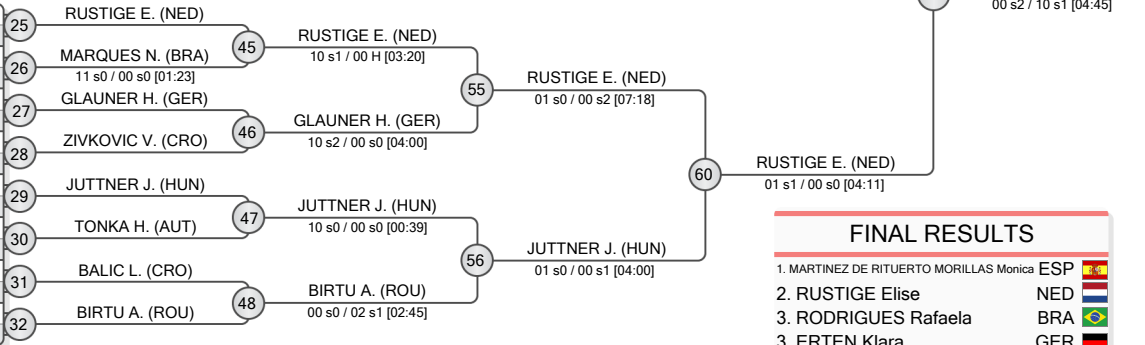 00 s2 / 10 s1 [04:45]
25
RUSTIGE E. (NED)
26
MARQUES N. (BRA)
11 s0 / 00 s0 [01:23]
45
RUSTIGE E. (NED)
10 s1 / 00 H [03:20]
27
GLAUNER H. (GER)
28
ZIVKOVIC V. (CRO)
46
GLAUNER H. (GER)
10 s2 / 00 s0 [04:00]
55
RUSTIGE E. (NED)
01 s0 / 00 s2 [07:18]
29
JUTTNER J. (HUN)
30
TONKA H. (AUT)
47
JUTTNER J. (HUN)
10 s0 / 00 s0 [00:39]
31
BALIC L. (CRO)
32
BIRTU A. (ROU)
48
BIRTU A. (ROU)
00 s0 / 02 s1 [02:45]
56
JUTTNER J. (HUN)
01 s0 / 00 s1 [04:00]
60
RUSTIGE E. (NED)
01 s1 / 00 s0 [04:11]
FINAL RESULTS
1. MARTINEZ DE RITUERTO MORILLAS Monica ESP
2. RUSTIGE Elise NED
3. RODRIGUES Rafaela BRA
3. ERTEN Klara GER